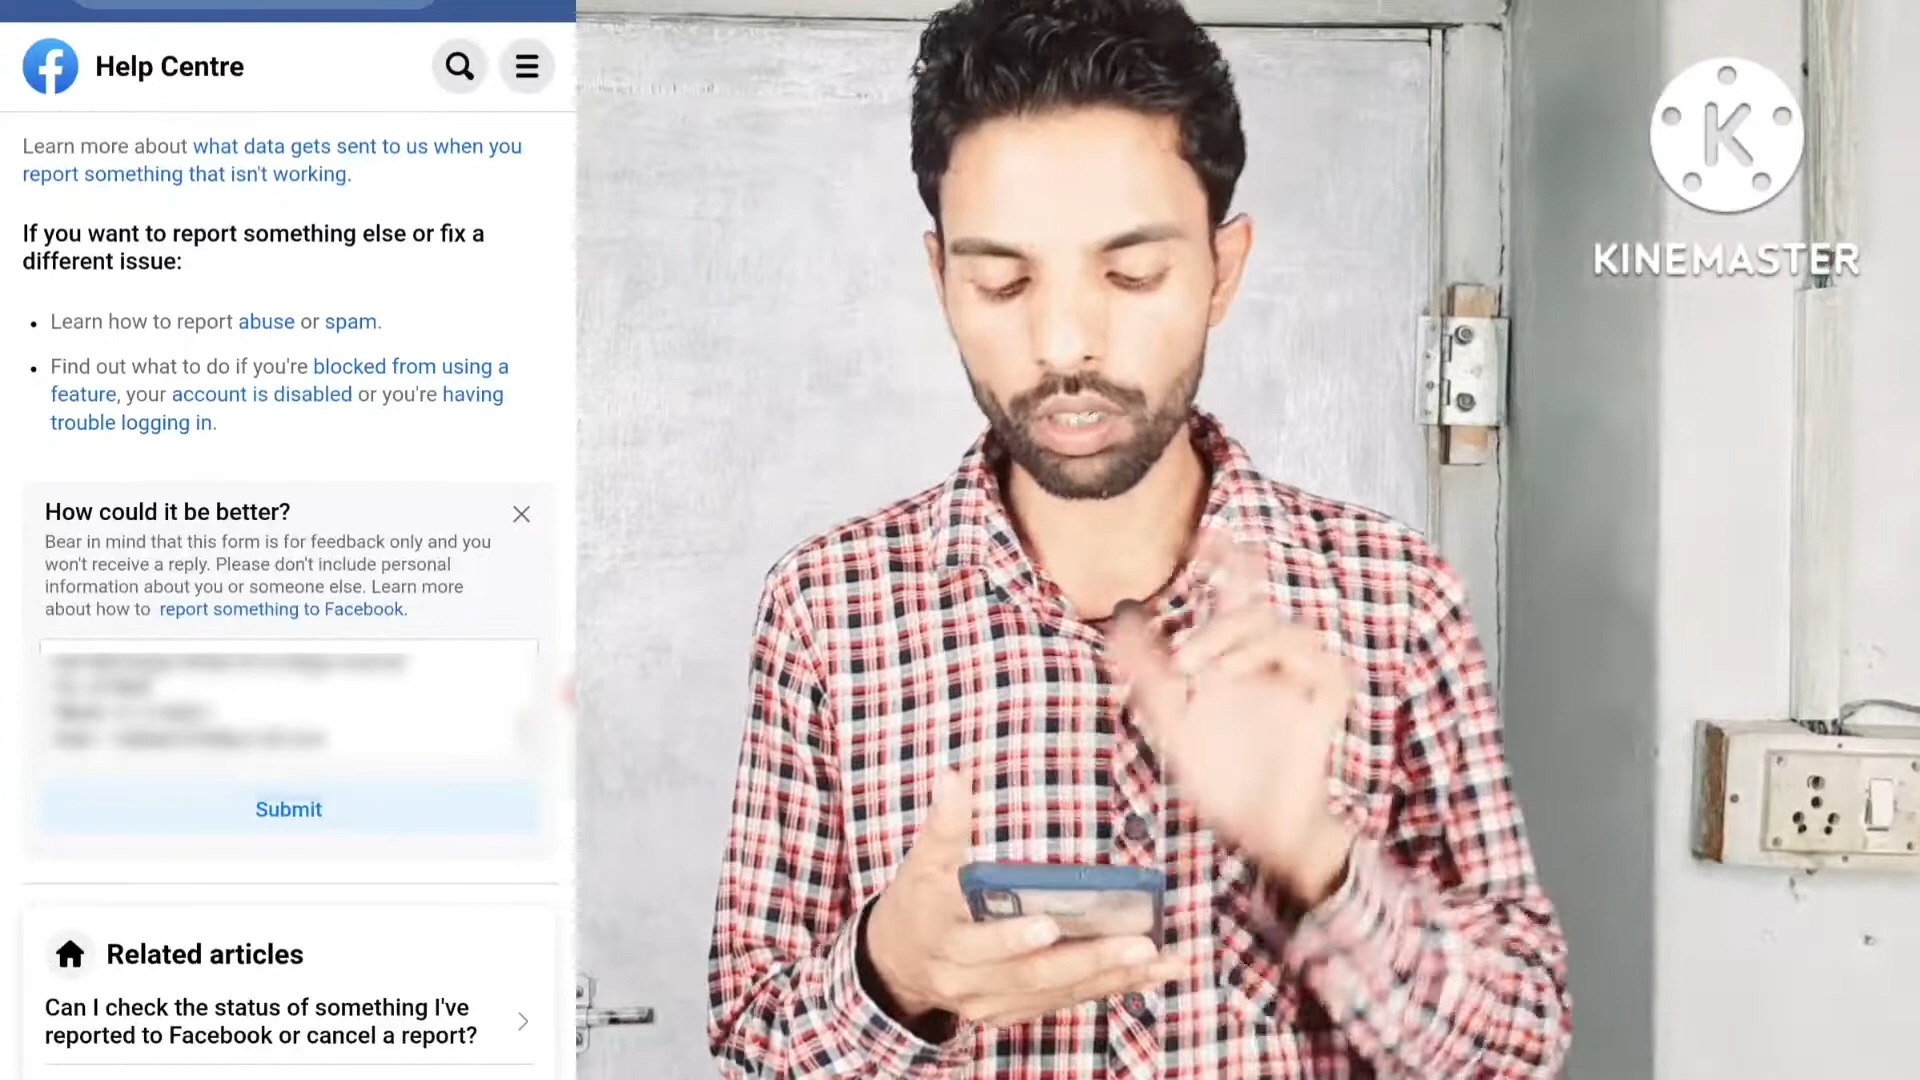 Help Centre
Learn more about what data gets sent to us when you
report something that isn't working.
If you want to report something else or fix a
different issue:
• Learn how to report abuse or spam.
• Find out what to do if you're blocked from using a
feature, your account is disabled or you're having
trouble logging in.
How could it be better?
Bear in mind that this form is for feedback only and you
won't receive a reply. Please don't include personal
information about you or someone else. Learn more
about how to report something to Facebook.
Submit
Related articles
Can I check the status of something I've
reported to Facebook or cancel a report?
K
KINEMASTER